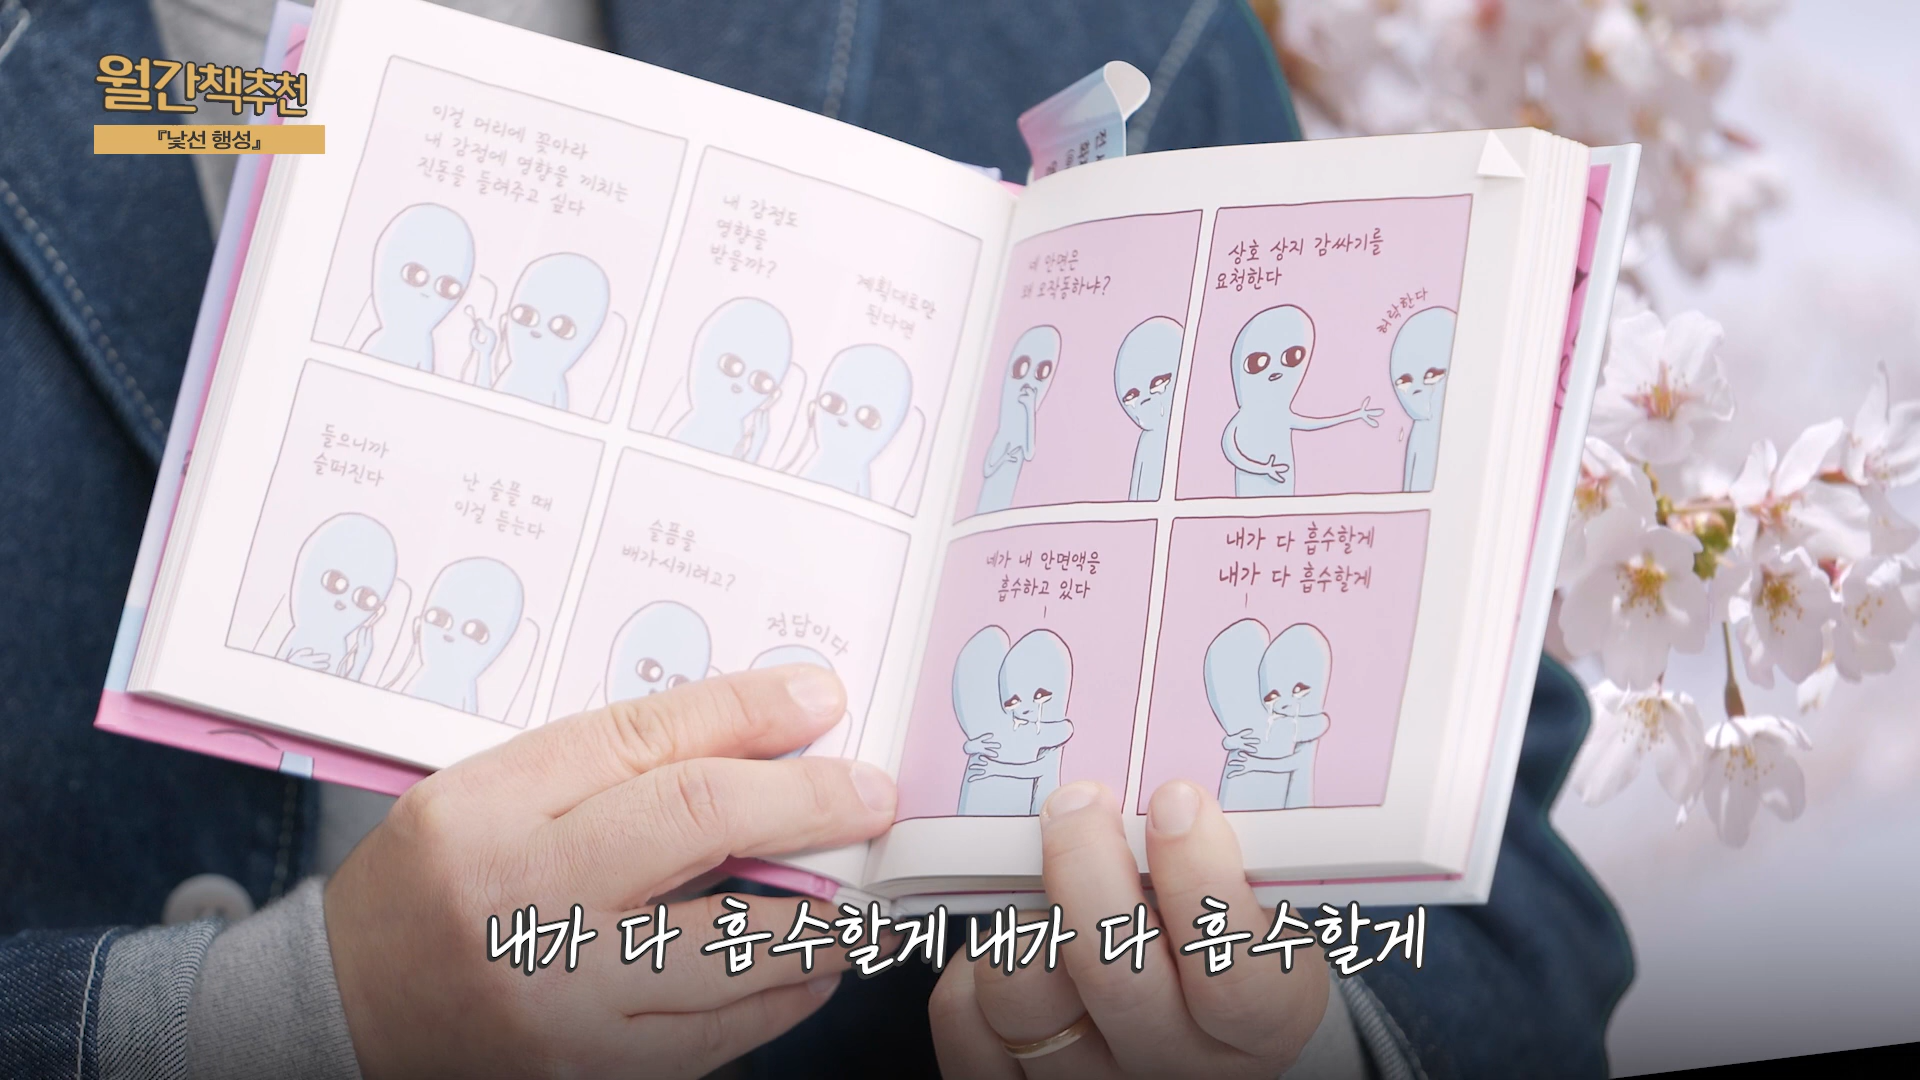 월간책추천
『낯선 행성』
이걸 머리에 꽂아라
내 감정에 영향을 끼치는
진동을 들려주고 싶다
내 감정도
영향을
받을까?
계획대로만
된다면
들으니까
슬퍼진다
난 슬플 때
이걸 듣는다
슬픔을
배가시키려고?
정답이다
네 안면은
왜 오작동하냐?
상호 상지 감싸기를
요청한다
허락한다
네가 내 안면액을
흡수하고 있다
내가 다 흡수할게
내가 다 흡수할게
내가 다 흡수할게 내가 다 흡수할게